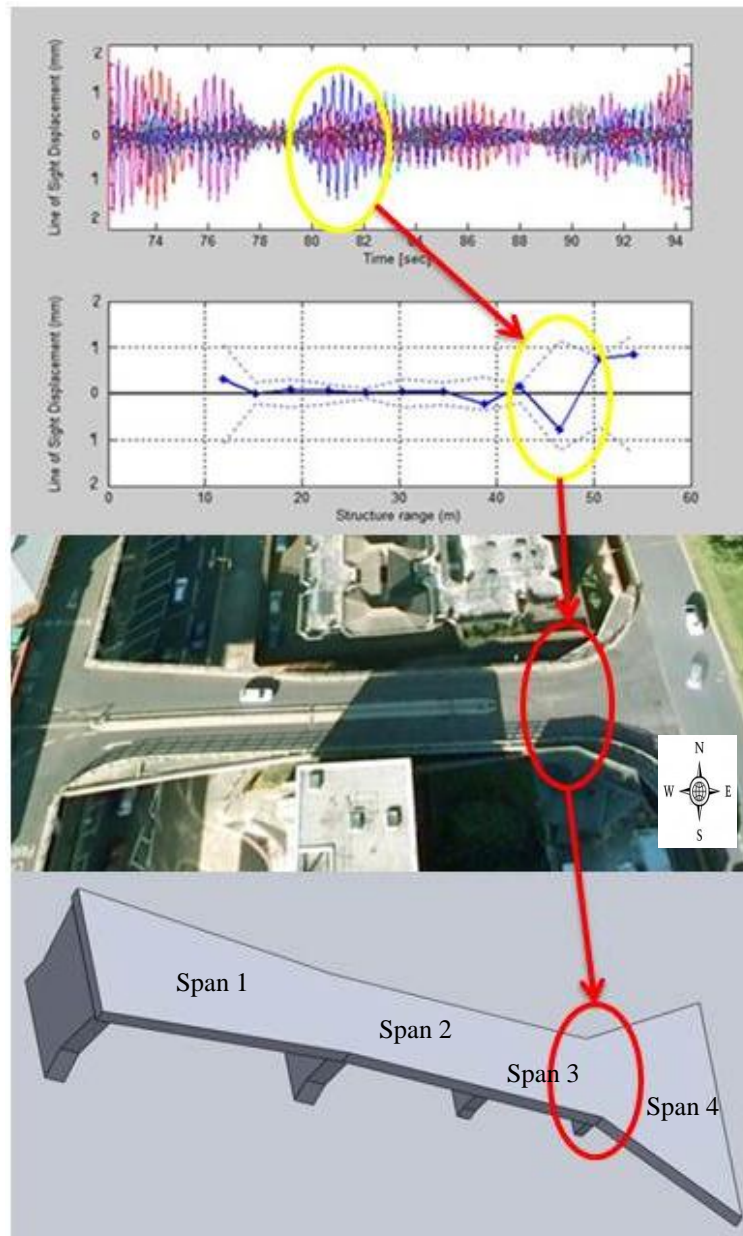 Line of Sight Displacement (mm)
2
1
0
1
2
74 76 78 80 82 84 86 88 90 92 94
Time [sec]
Line of Sight Displacement (mm)
2
1
0
1
2
0 10 20 30 40 50 60
Structure range (m)
N
W E
S
Span 1
Span 2
Span 3
Span 4